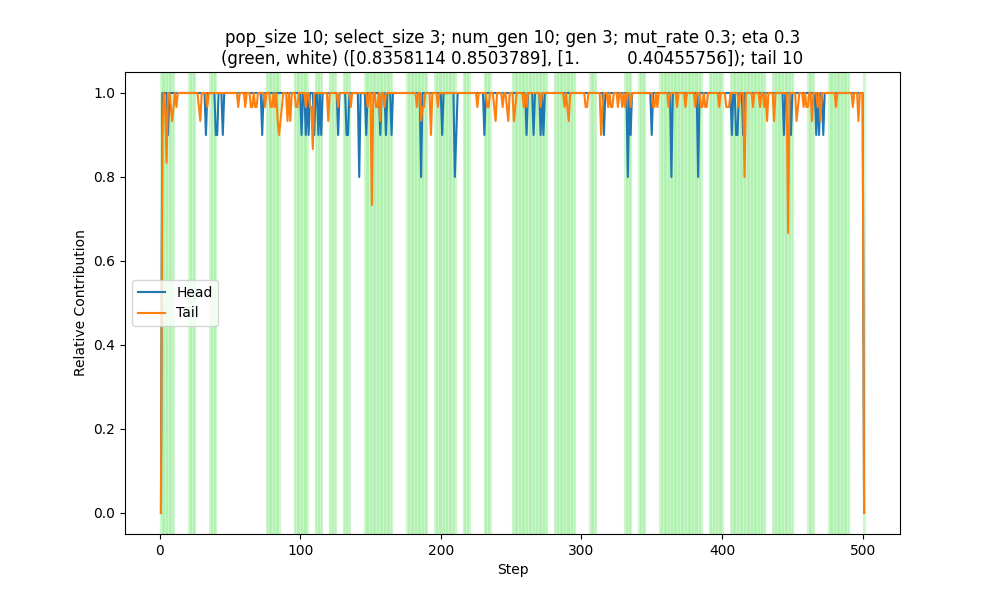 pop_size 10; select_size 3; num_gen 10; gen 3; mut_rate 0.3; eta 0.3
(green, white) ([0.8358114 0.8503789], [1. 0.40455756]); tail 10
1.0
0.8
0.6
0.4
0.2
0.0
Relative Contribution
Head
Tail
0 100 200 300 400 500
Step